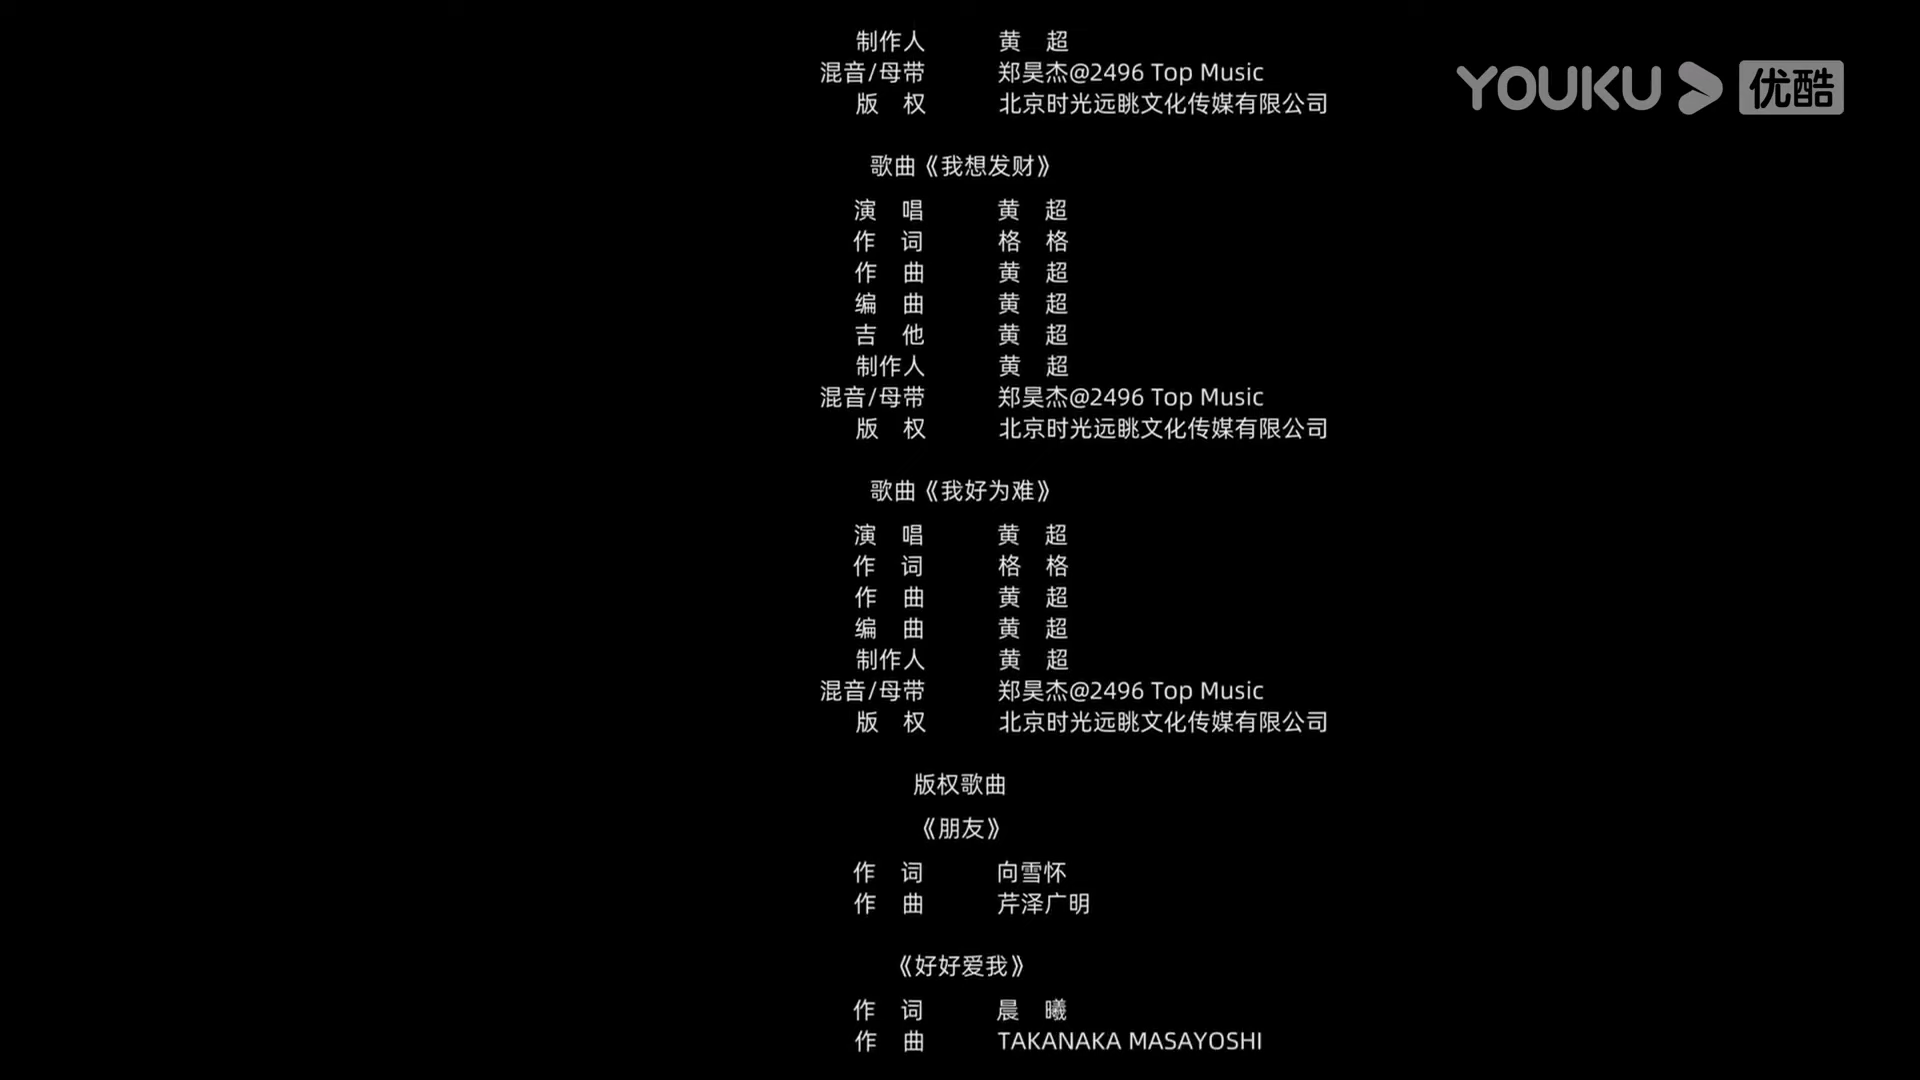 制作人 黄 超
混音/母带 郑昊杰@2496 Top Music
版 权 北京时光远眺文化传媒有限公司
YOUKU 优酷
歌曲《我想发财》
演 唱 黄 超
作 词 格 格
作 曲 黄 超
编 曲 黄 超
吉 他 黄 超
制作人 黄 超
混音/母带 郑昊杰@2496 Top Music
版 权 北京时光远眺文化传媒有限公司
歌曲《我好为难》
演 唱 黄 超
作 词 格 格
作 曲 黄 超
编 曲 黄 超
制作人 黄 超
混音/母带 郑昊杰@2496 Top Music
版 权 北京时光远眺文化传媒有限公司
版权歌曲
《朋友》
作 词 向雪怀
作 曲 芹泽广明
《好好爱我》
作 词 晨 曦
作 曲 TAKANAKA MASAYOSHI